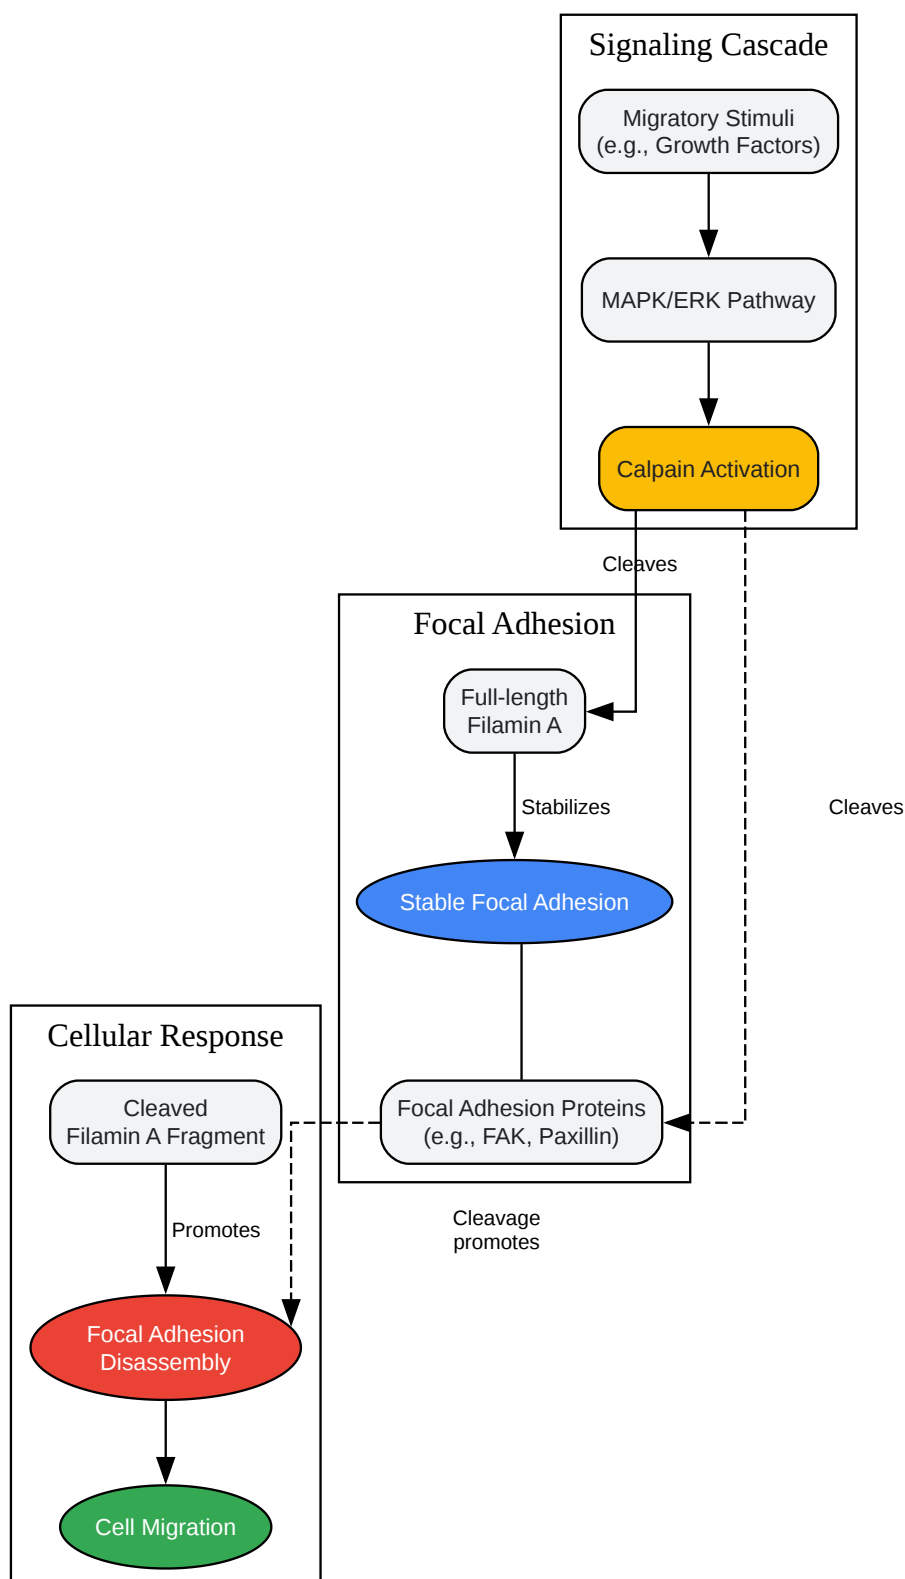 Signaling Cascade
Migratory Stimuli
(e.g., Growth Factors)
MAPK/ERK Pathway
Calpain Activation
Cleaves
Focal Adhesion
Full-length
Filamin A
Stabilizes
Cleaves
Stable Focal Adhesion
Focal Adhesion Proteins
(e.g., FAK, Paxillin)
Cleavage
promotes
Cellular Response
Cleaved
Filamin A Fragment
Promotes
Focal Adhesion
Disassembly
Cell Migration